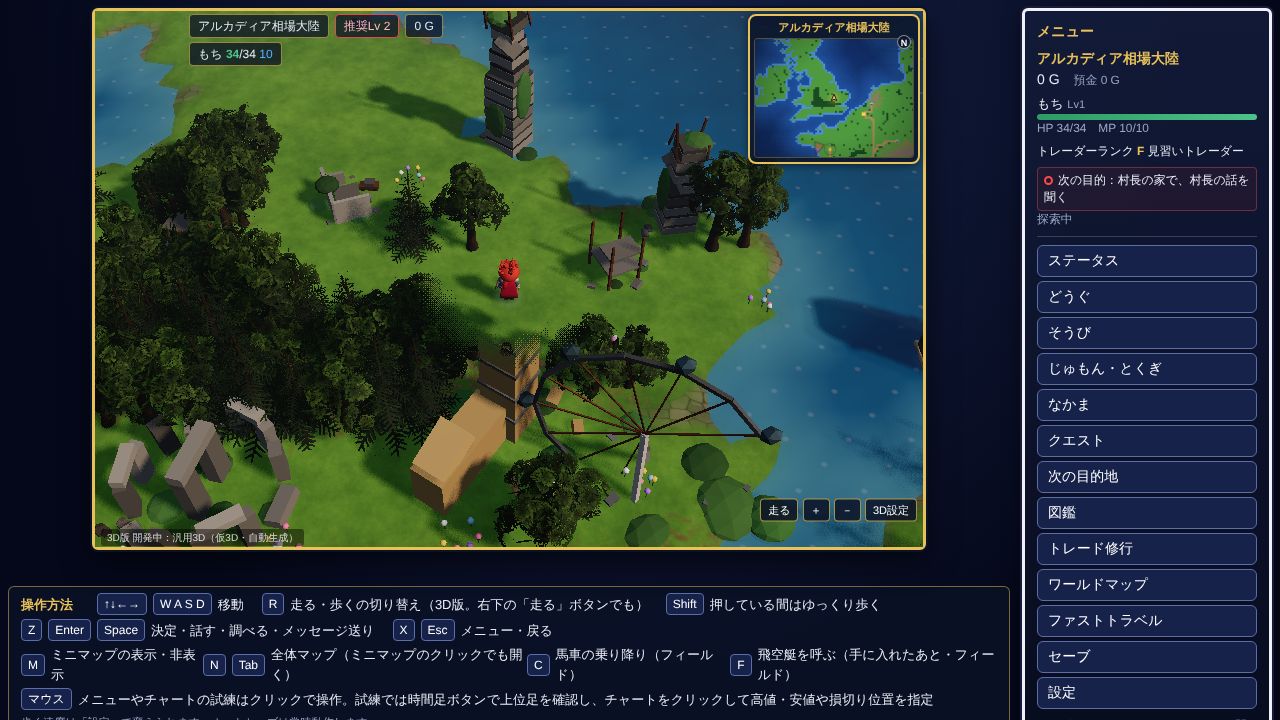 アルカディア相場大陸 推奨Lv 2 0 G
もち 34/34 10
アルカディア相場大陸
N
走る ＋ － 3D設定
3D版 開発中：汎用3D（仮3D・自動生成）
メニュー
アルカディア相場大陸
0 G 預金 0 G
もち Lv1
HP 34/34 MP 10/10
トレーダーランク F 見習いトレーダー
次の目的：村長の家で、村長の話を
聞く
探索中
ステータス
どうぐ
そうび
じゅもん・とくぎ
なかま
クエスト
次の目的地
図鑑
トレード修行
ワールドマップ
ファストトラベル
セーブ
設定
操作方法 ↑↓←→ W A S D 移動 R 走る・歩くの切り替え（3D版。右下の「走る」ボタンでも） Shift 押している間はゆっくり歩く
Z Enter Space 決定・話す・調べる・メッセージ送り X Esc メニュー・戻る
M ミニマップの表示・非表示 N Tab 全体マップ（ミニマップのクリックでも開く） C 馬車の乗り降り（フィールド） F 飛空艇を呼ぶ（手に入れたあと・フィールド）
マウス メニューやチャートの試練はクリックで操作。試練では時間足ボタンで上位足を確認し、チャートをクリックして高値・安値や損切り位置を指定